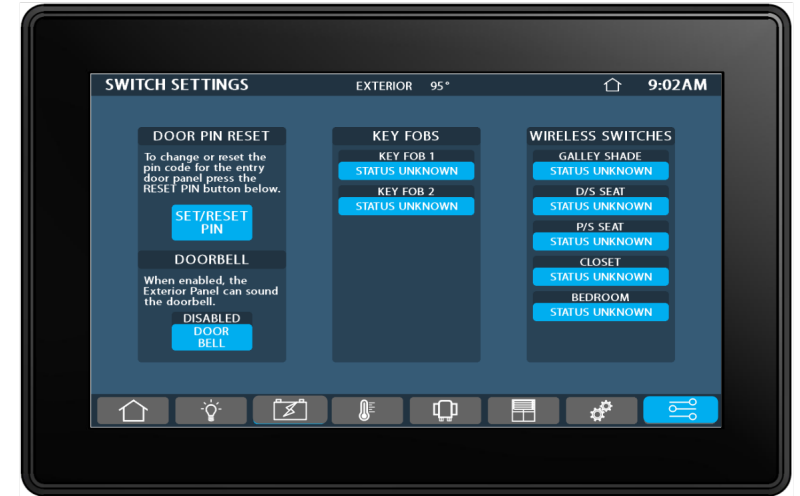 SWITCH SETTINGS
EXTERIOR 95°
9:02AM
DOOR PIN RESET
To change or reset the
pin code for the entry
door panel press the
RESET PIN button below.
SET/RESET
PIN
DOORBELL
When enabled, the
Exterior Panel can sound
the doorbell.
DISABLED
DOOR
BELL
KEY FOBS
KEY FOB 1
STATUS UNKNOWN
KEY FOB 2
STATUS UNKNOWN
WIRELESS SWITCHES
GALLEY SHADE
STATUS UNKNOWN
D/S SEAT
STATUS UNKNOWN
P/S SEAT
STATUS UNKNOWN
CLOSET
STATUS UNKNOWN
BEDROOM
STATUS UNKNOWN